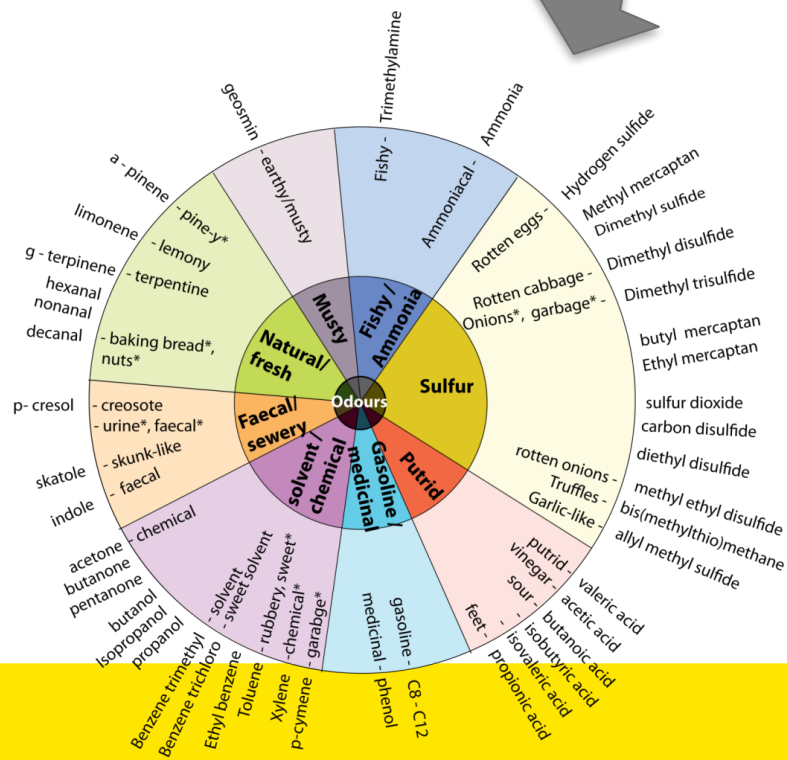 Odours
Fishy /
Ammonia
Sulfur
Putrid
Gasoline /
medicinal
solvent /
chemical
Faecal/
sewery
Natural/
fresh
Musty
Fishy -
Trimethylamine
Ammoniacal -
Ammonia
Rotten eggs -
Rotten cabbage -
Onions*, garbage* -
rotten onions -
Truffles -
Garlic-like -
Hydrogen sulfide
Methyl mercaptan
Dimethyl sulfide
Dimethyl disulfide
Dimethyl trisulfide
butyl mercaptan
Ethyl mercaptan
sulfur dioxide
carbon disulfide
diethyl disulfide
methyl ethyl disulfide
bis(methylthio)methane
allyl methyl sulfide
putrid -
vinegar -
sour -
-
-
feet -
valeric acid
acetic acid
butanoic acid
isobutyric acid
isovaleric acid
propionic acid
gasoline -
medicinal -
C8 - C12
phenol
- chemical
- solvent
- sweet solvent
- rubbery, sweet*
-chemical*
- garabge*
acetone
butanone
pentanone
butanol
Isopropanol
propanol
Benzene trimethyl
Benzene trichloro
Ethyl benzene
Toluene
Xylene
p-cymene
- creosote
- urine*, faecal*
- skunk-like
- faecal
p- cresol
skatole
indole
- pine-y*
- lemony
- terpentine
- baking bread*,
nuts*
a - pinene
limonene
g - terpinene
hexanal
nonanal
decanal
- earthy/musty
geosmin